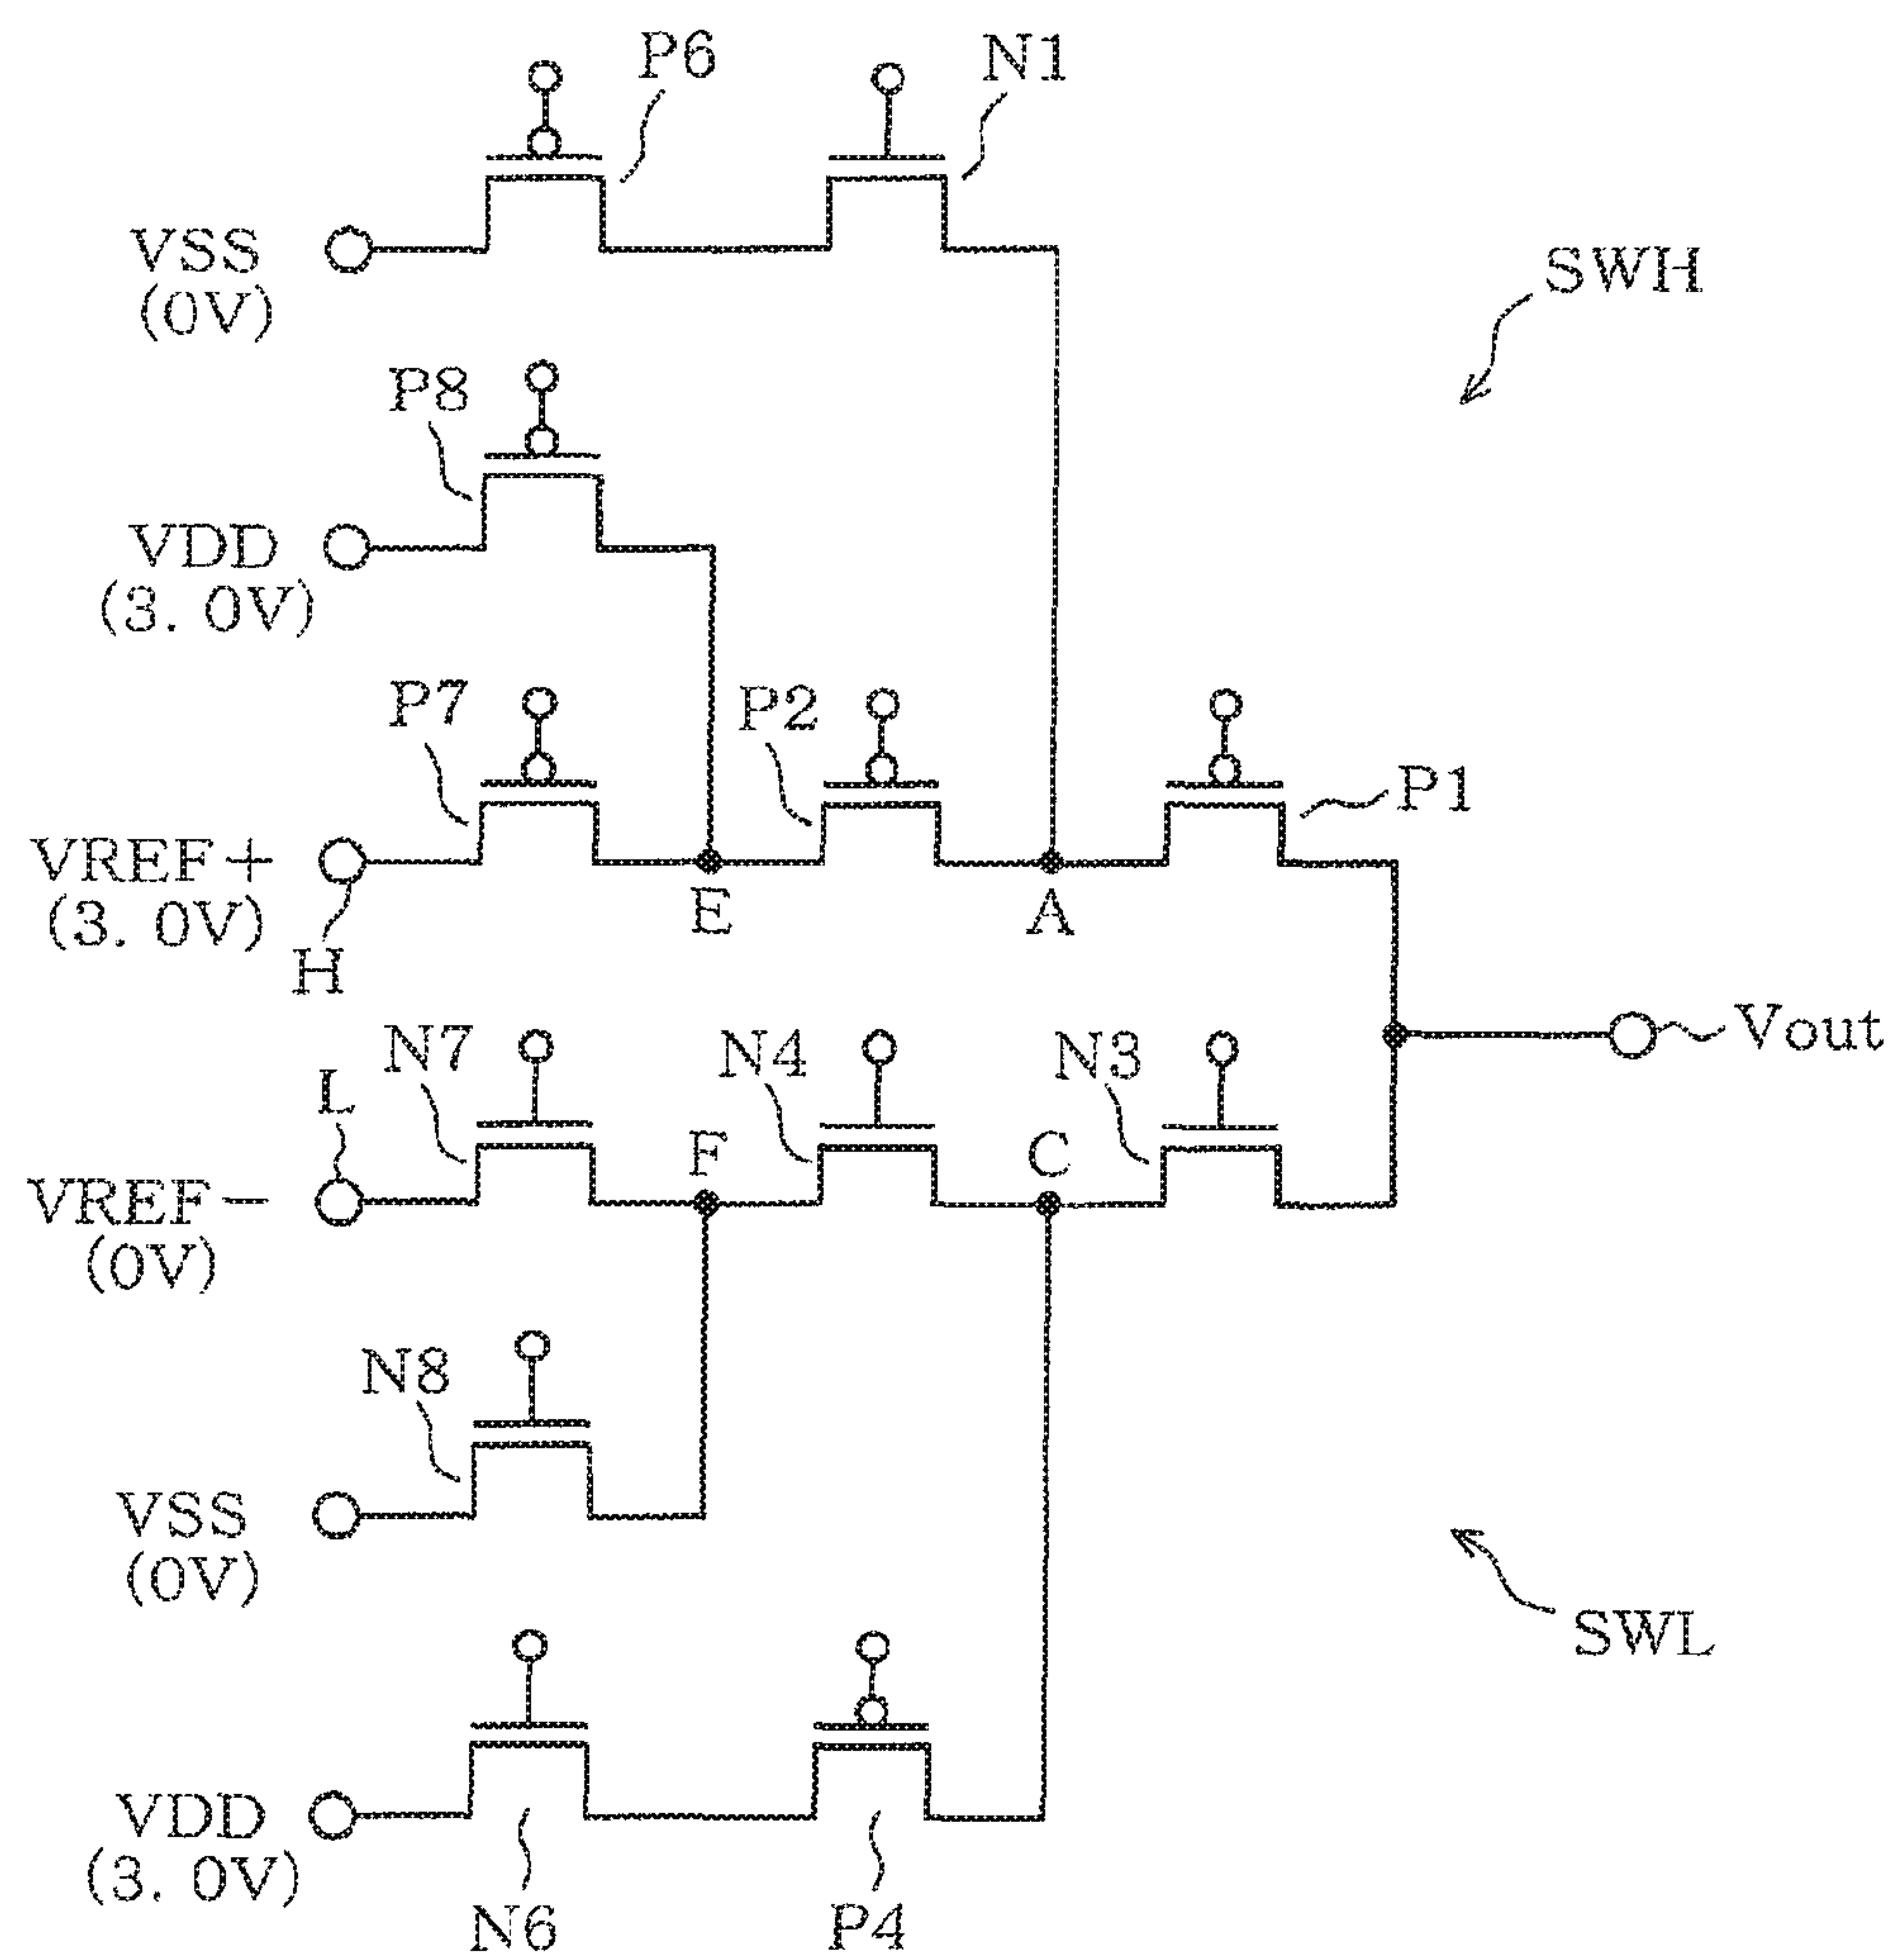 P6
N1
VSS
(0V)
SWH
P8
VDD
(3. 0V)
P7
P2
P1
VREF+
(3. 0V)
E
A
H
N7
N4
N3
Vout
L
F
C
VREF-
(0V)
N8
VSS
(0V)
SWL
VDD
(3. 0V)
N6
P4